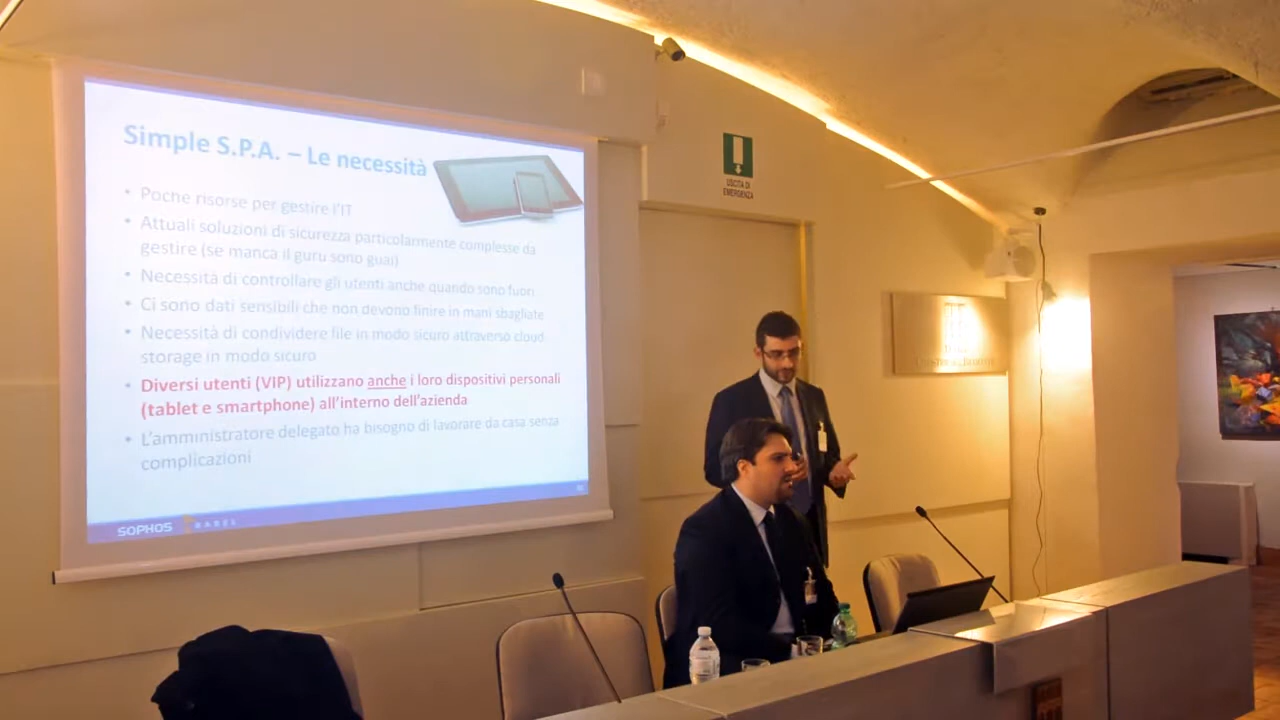 Simple S.P.A. – Le necessità
• Poche risorse per gestire l'IT
• Attuali soluzioni di sicurezza particolarmente complesse da
gestire (se manca il guru sono guai)
• Necessità di controllare gli utenti anche quando sono fuori
• Ci sono dati sensibili che non devono finire in mani sbagliate
• Necessità di condividere file in modo sicuro attraverso cloud
storage in modo sicuro
• Diversi utenti (VIP) utilizzano anche i loro dispositivi personali
(tablet e smartphone) all'interno dell'azienda
• L'amministratore delegato ha bisogno di lavorare da casa senza
complicazioni
SOPHOS BABEL
USCITA DI
EMERGENZA